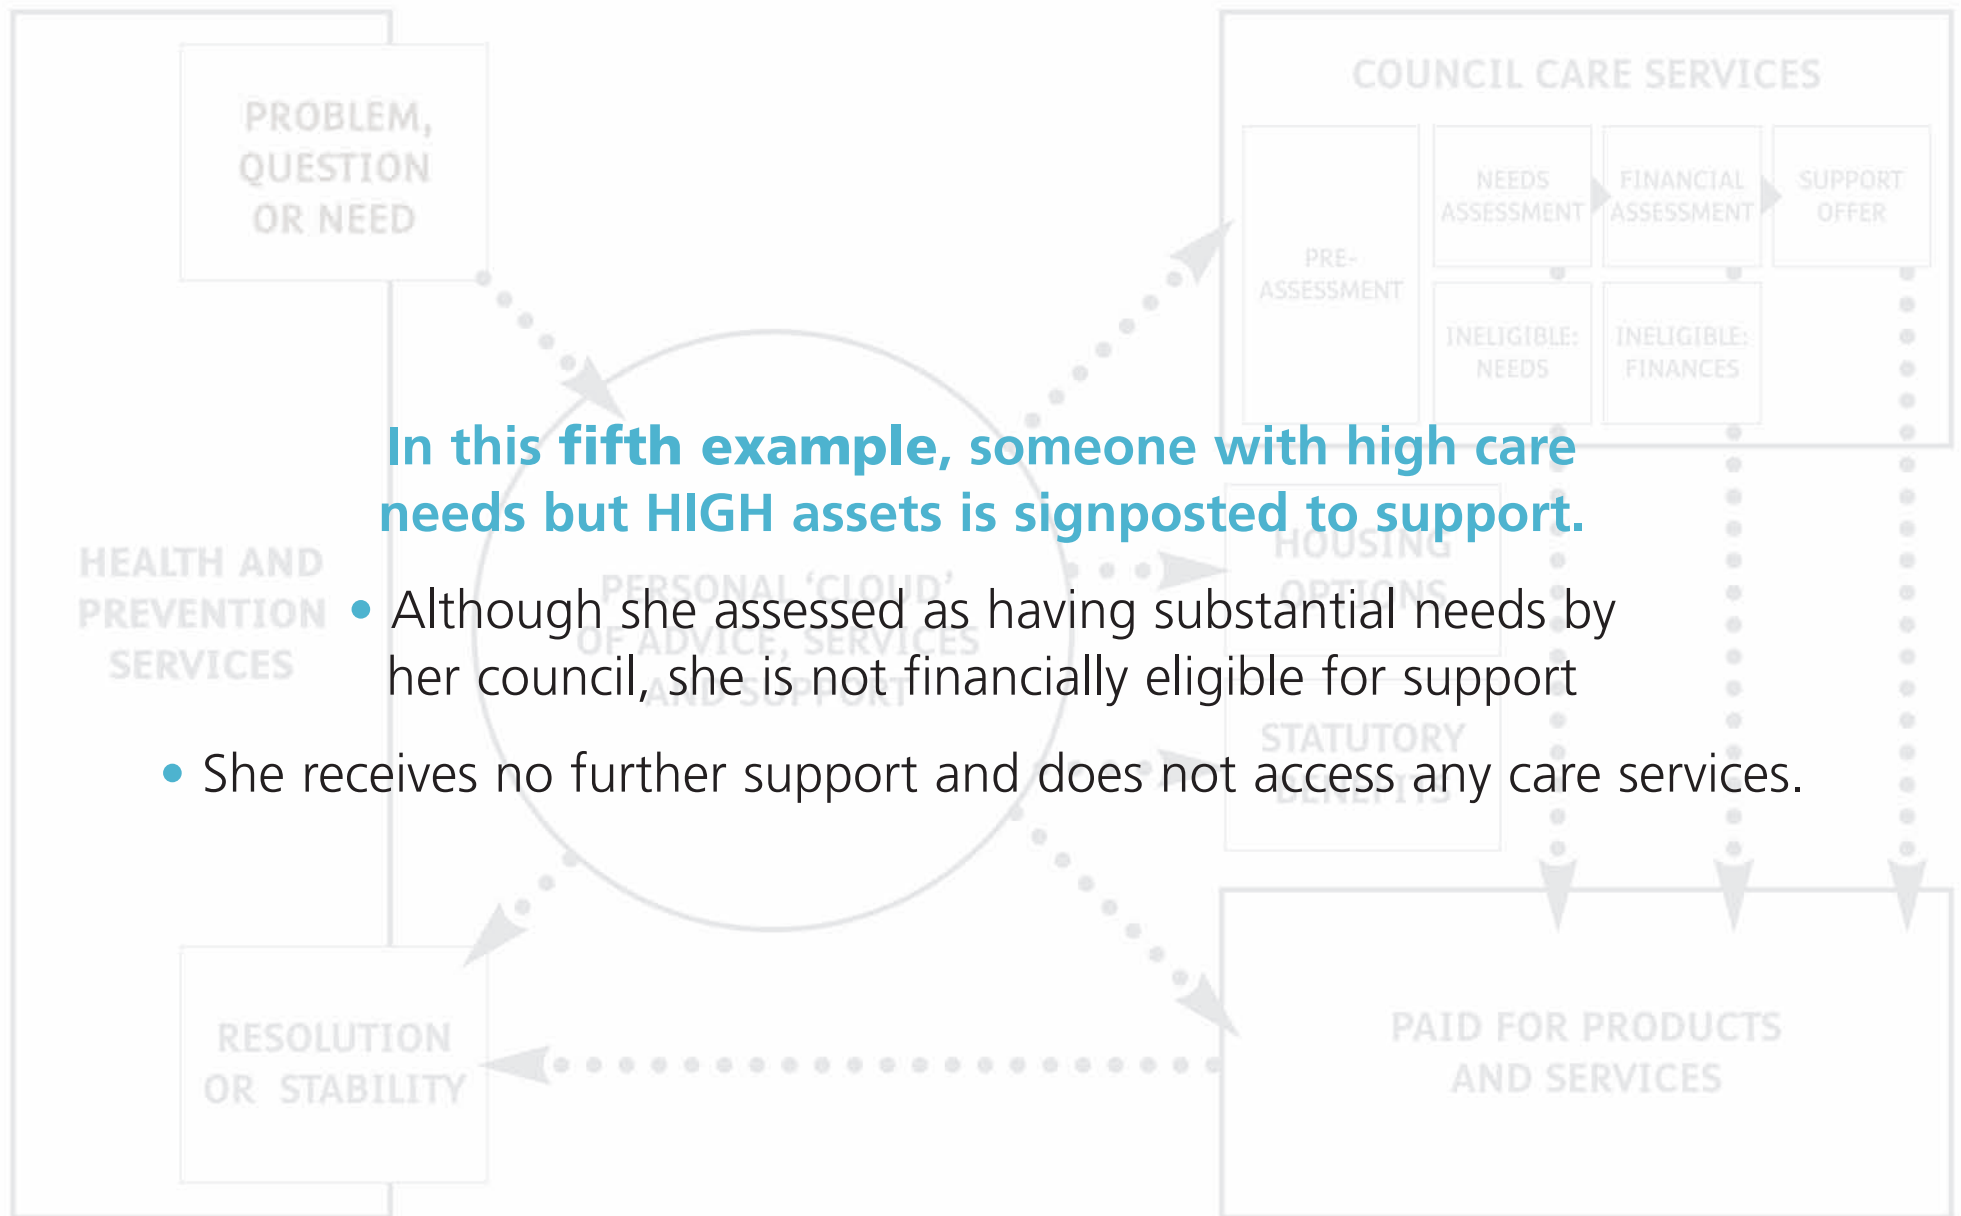 PROBLEM,
QUESTION
OR NEED
COUNCIL CARE SERVICES
PRE-
ASSESSMENT
NEEDS
ASSESSMENT
FINANCIAL
ASSESSMENT
SUPPORT
OFFER
INELIGIBLE:
NEEDS
INELIGIBLE:
FINANCES
In this fifth example, someone with high care
needs but HIGH assets is signposted to support.
HEALTH AND
PREVENTION
SERVICES
PERSONAL ‘CLOUD’
OF ADVICE, SERVICES
AND SUPPORT
HOUSING
OPTIONS
• Although she assessed as having substantial needs by
her council, she is not financially eligible for support
STATUTORY
BENEFITS
• She receives no further support and does not access any care services.
RESOLUTION
OR STABILITY
PAID FOR PRODUCTS
AND SERVICES